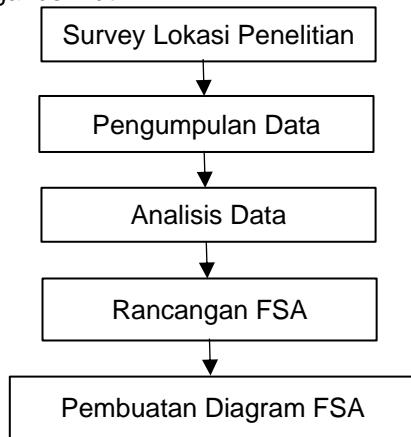 Survey Lokasi Penelitian
Pengumpulan Data
Analisis Data
Rancangan FSA
Pembuatan Diagram FSA